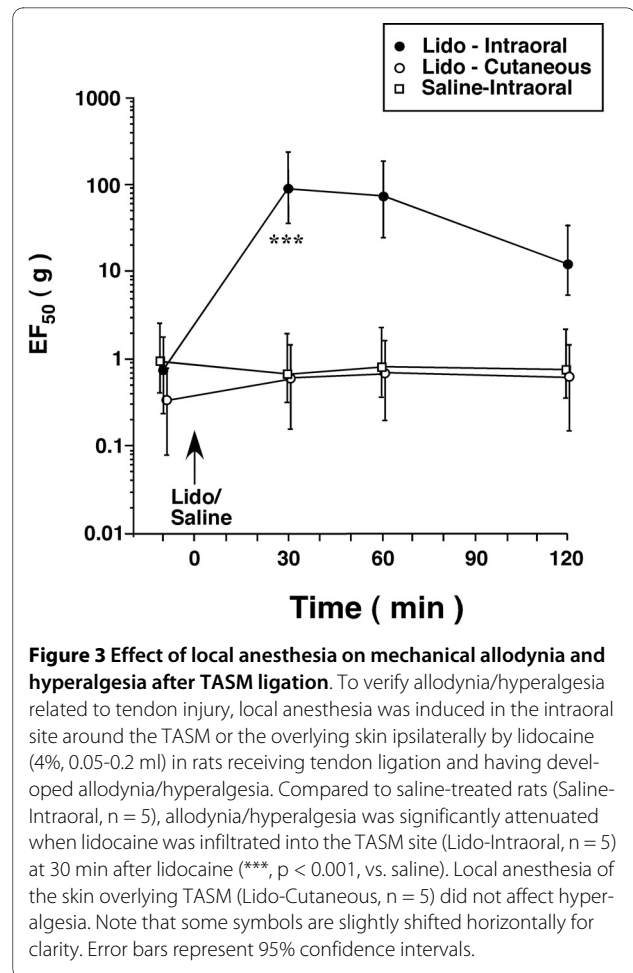 Lido - Intraoral
Lido - Cutaneous
Saline-Intraoral
1000
100
10
1
0.1
0.01
EF50 ( g )
***
Lido/
Saline
0 30 60 90 120
Time ( min )
Figure 3 Effect of local anesthesia on mechanical allodynia and
hyperalgesia after TASM ligation. To verify allodynia/hyperalgesia
related to tendon injury, local anesthesia was induced in the intraoral
site around the TASM or the overlying skin ipsilaterally by lidocaine
(4%, 0.05-0.2 ml) in rats receiving tendon ligation and having devel-
oped allodynia/hyperalgesia. Compared to saline-treated rats (Saline-
Intraoral, n = 5), allodynia/hyperalgesia was significantly attenuated
when lidocaine was infiltrated into the TASM site (Lido-Intraoral, n = 5)
at 30 min after lidocaine (***, p < 0.001, vs. saline). Local anesthesia of
the skin overlying TASM (Lido-Cutaneous, n = 5) did not affect hyper-
algesia. Note that some symbols are slightly shifted horizontally for
clarity. Error bars represent 95% confidence intervals.